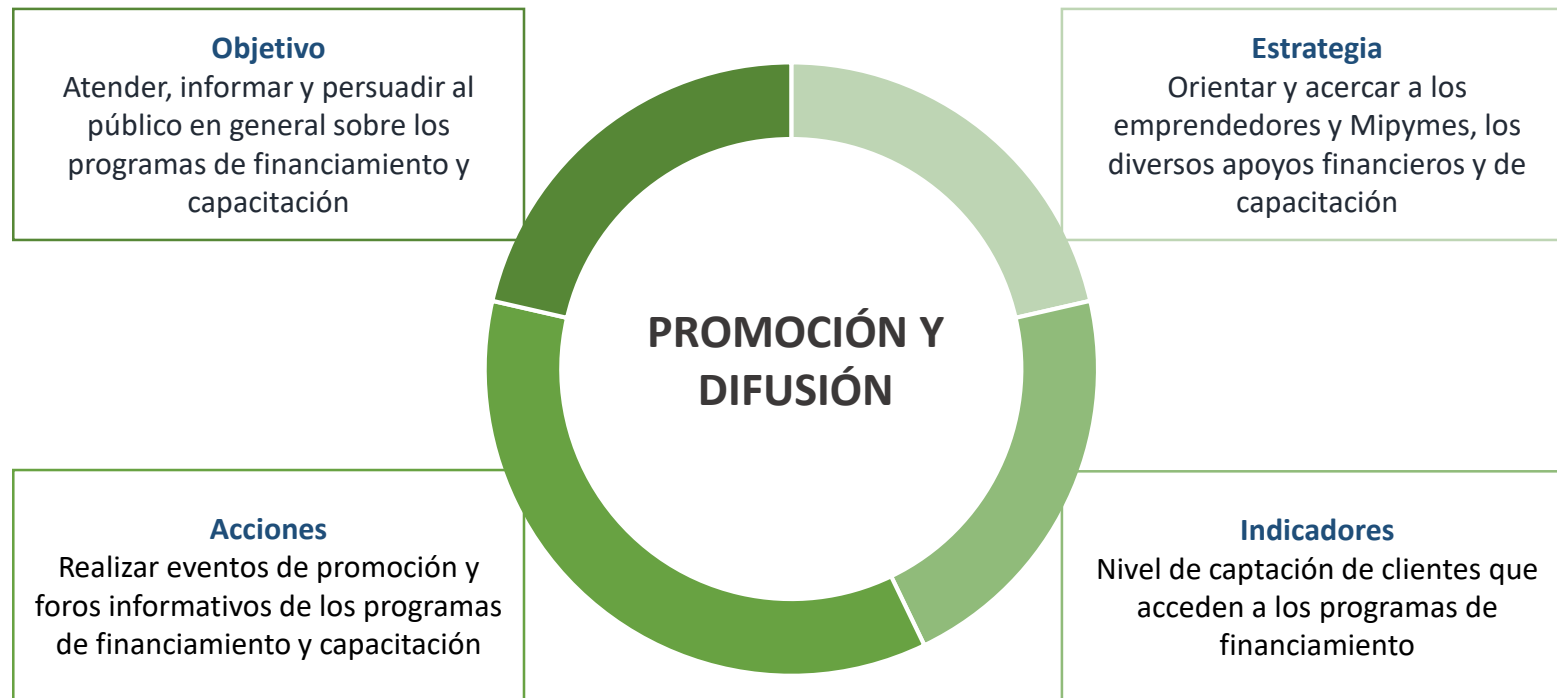 Objetivo
Atender, informar y persuadir al
público en general sobre los
programas de financiamiento y
capacitación
Estrategia
Orientar y acercar a los
emprendedores y Mipymes, los
diversos apoyos financieros y de
capacitación
PROMOCIÓN Y
DIFUSIÓN
Acciones
Realizar eventos de promoción y
foros informativos de los programas
de financiamiento y capacitación
Indicadores
Nivel de captación de clientes que
acceden a los programas de
financiamiento